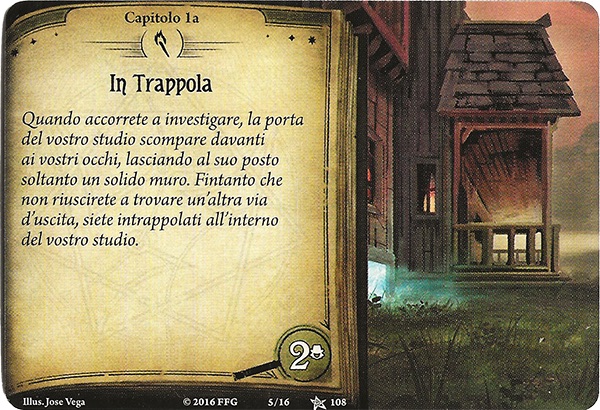 Capitolo 1a
In Trappola
Quando accorrete a investigare, la porta
del vostro studio scompare davanti
ai vostri occhi, lasciando al suo posto
soltanto un solido muro. Fintanto che
non riuscirete a trovare un'altra via
d'uscita, siete intrappolati all'interno
del vostro studio.
2
Illus. Jose Vega © 2016 FFG 5/16 108